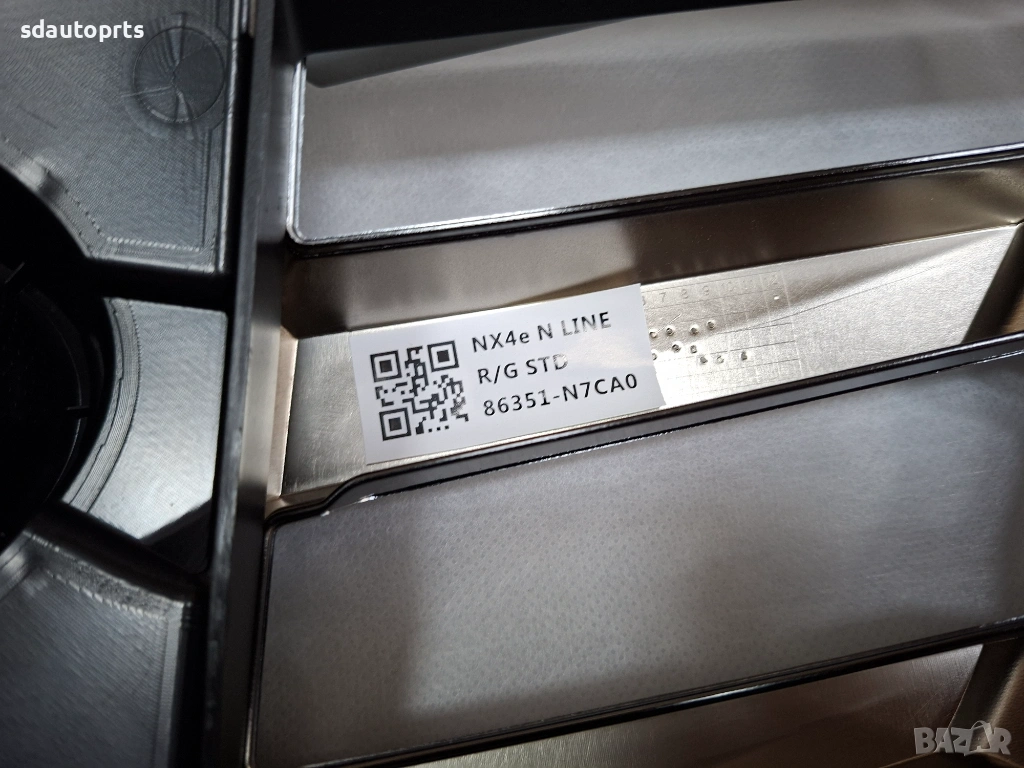 sdautoprts
NX4e N LINE
R/G STD
86351-N7CA0
BAZAR